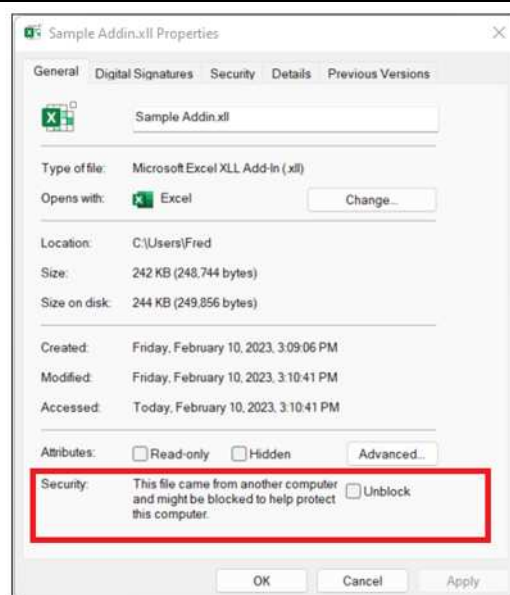 Sample Addin.xll Properties
General Digital Signatures Security Details Previous Versions
Sample Addin.xll
Type of file: Microsoft Excel XLL Add-In (.xll)
Opens with: Excel Change...
Location: C:\Users\Fred
Size: 242 KB (248,744 bytes)
Size on disk: 244 KB (249,856 bytes)
Created: Friday, February 10, 2023, 3:09:06 PM
Modified: Friday, February 10, 2023, 3:10:41 PM
Accessed: Today, February 10, 2023, 3:10:41 PM
Attributes: Read-only Hidden Advanced...
Security: This file came from another computer
and might be blocked to help protect Unblock
this computer.
OK Cancel Apply